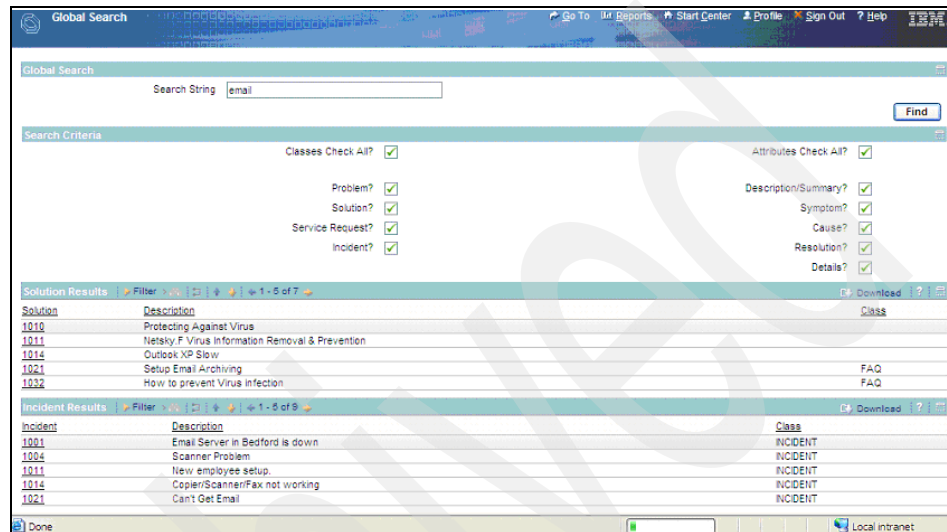 Global Search
Go To Reports Start Center Profile Sign Out ? Help IBM
Global Search
Search String email
Find
Search Criteria
Classes Check All? Attributes Check All?
Problem? Description/Summary?
Solution? Symptom?
Service Request? Cause?
Incident? Resolution?
Details?
Solution Results Filter 1 - 5 of 7 Download ?
Solution Description Class
1010 Protecting Against Virus
1011 Netsky.F Virus Information Removal & Prevention
1014 Outlook XP Slow
1021 Setup Email Archiving FAQ
1032 How to prevent Virus infection FAQ
Incident Results Filter 1 - 5 of 9 Download ?
Incident Description Class
1001 Email Server in Bedford is down INCIDENT
1004 Scanner Problem INCIDENT
1011 New employee setup. INCIDENT
1014 Copier/Scanner/Fax not working INCIDENT
1021 Can't Get Email INCIDENT
Done Local intranet